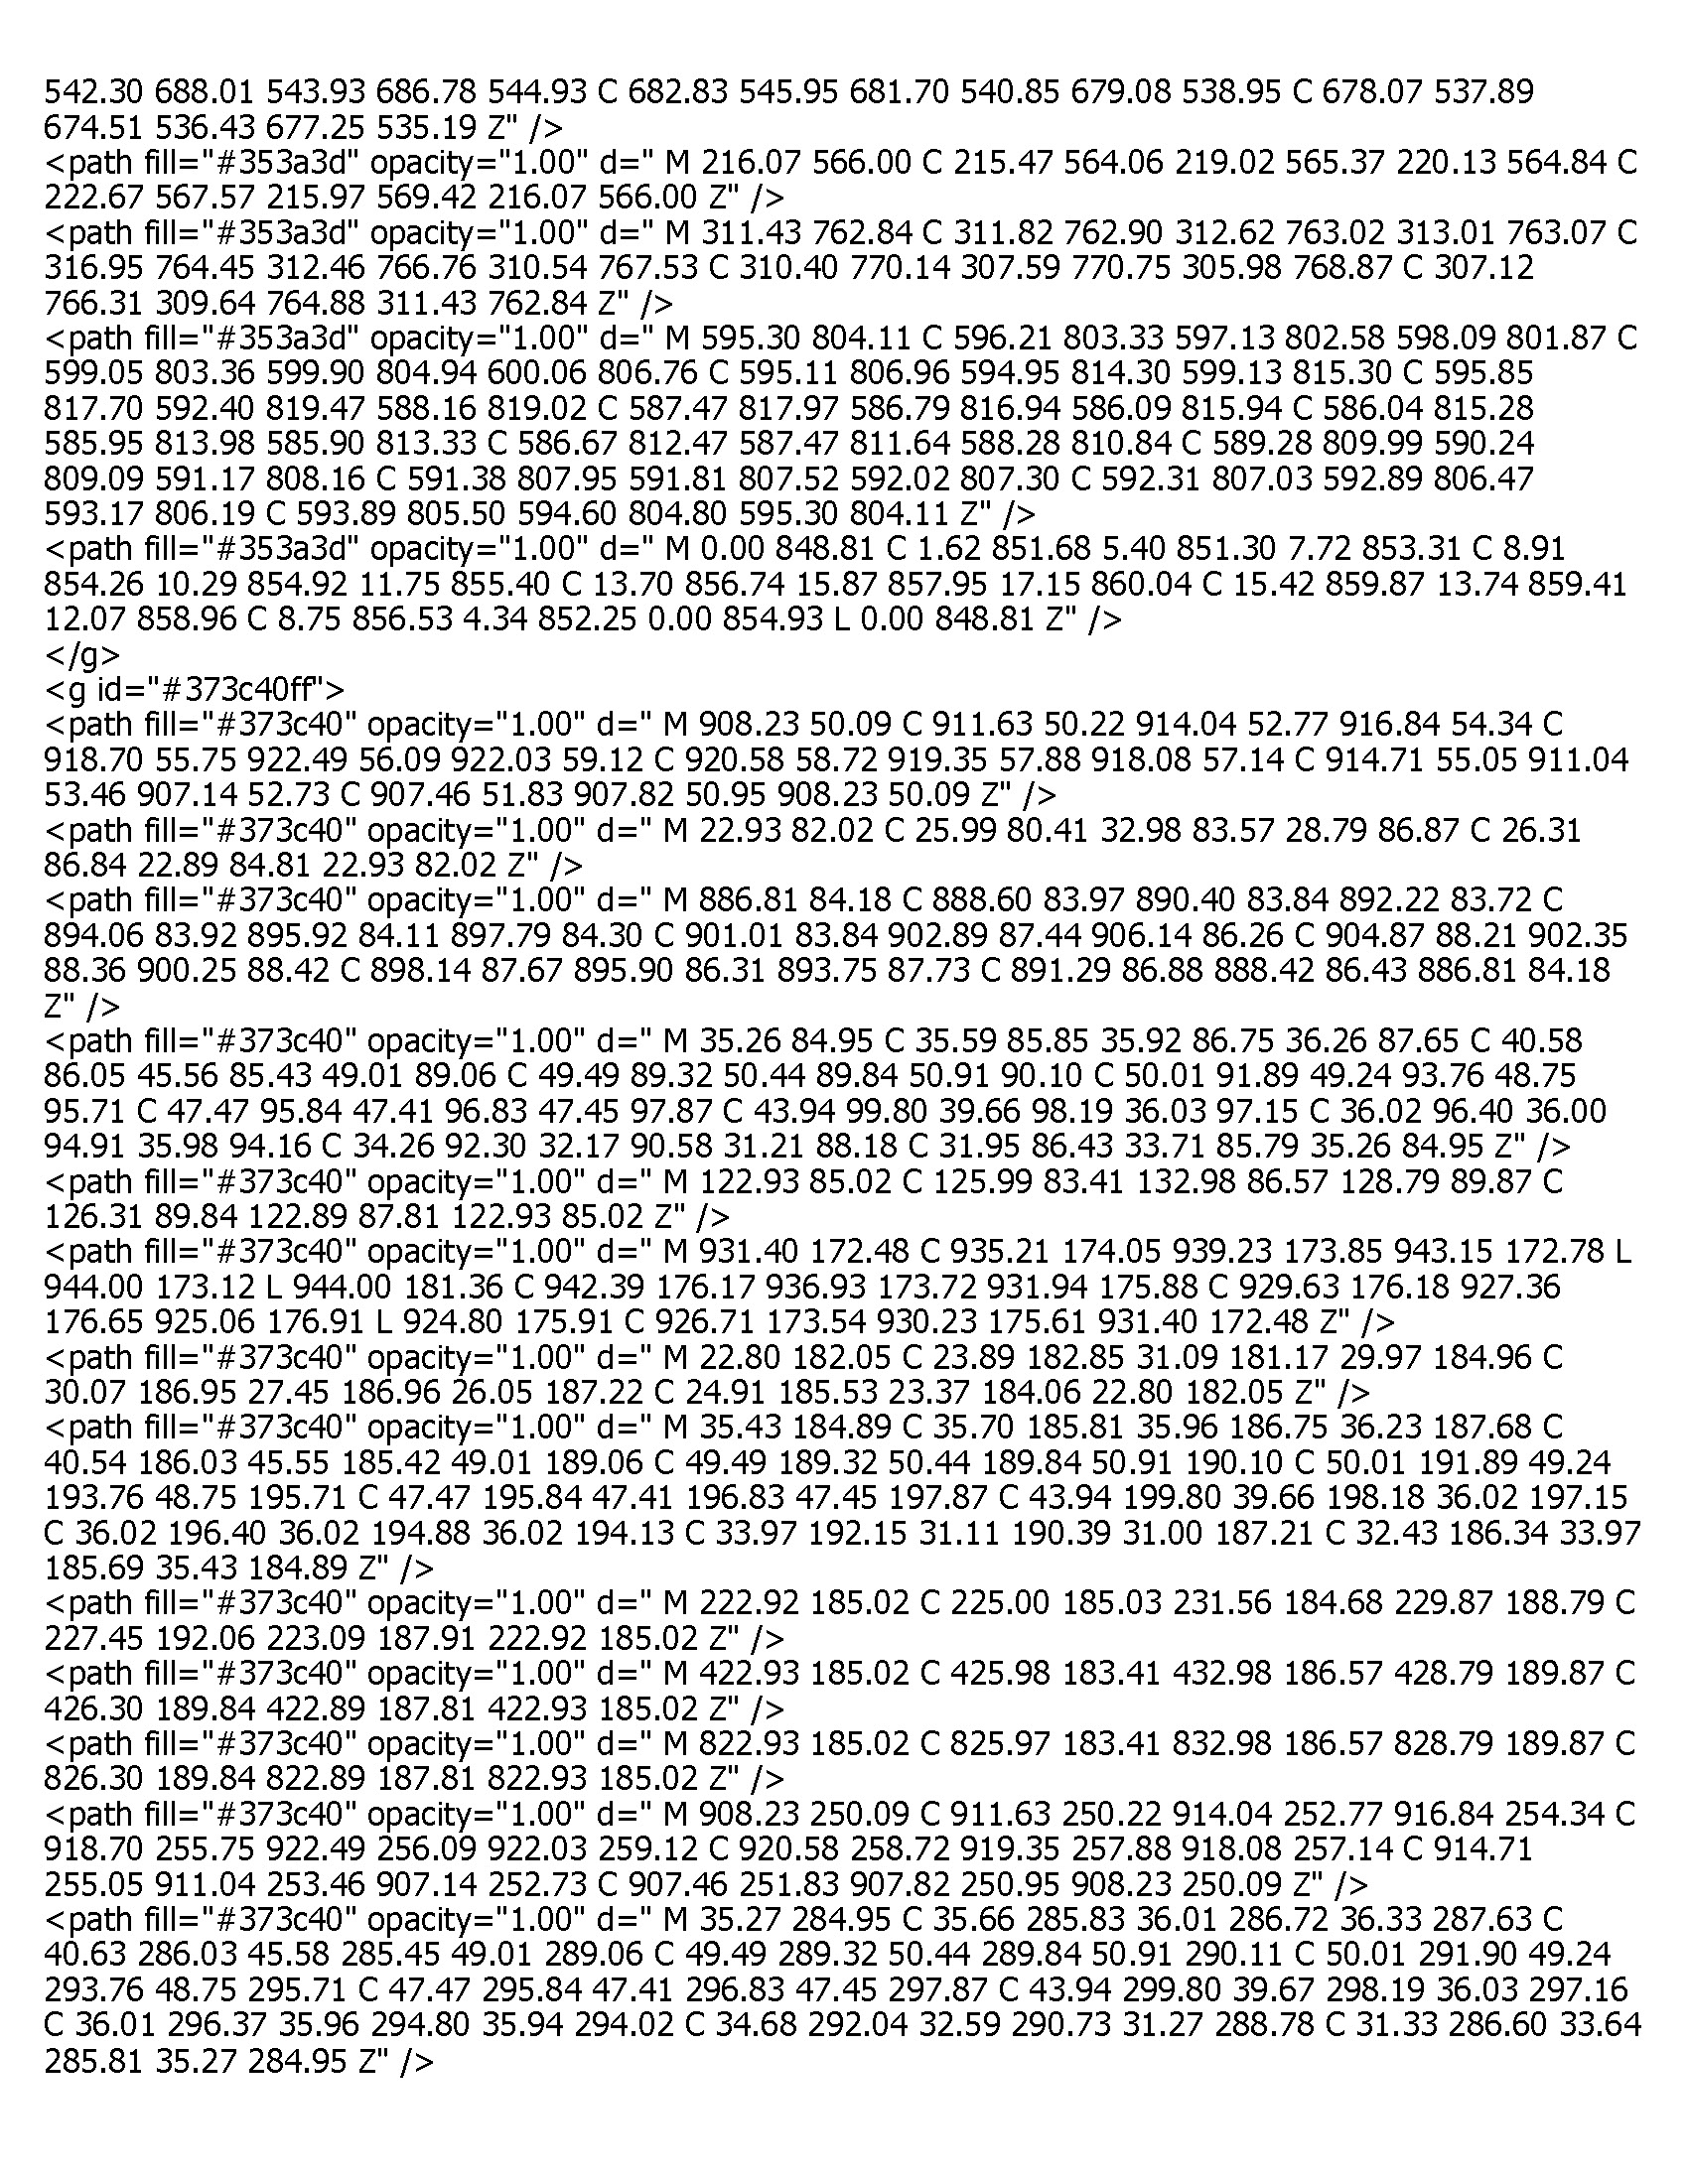 542.30 688.01 543.93 686.78 544.93 C 682.83 545.95 681.70 540.85 679.08 538.95 C 678.07 537.89
674.51 536.43 677.25 535.19 Z" />
<path fill="#353a3d" opacity="1.00" d=" M 216.07 566.00 C 215.47 564.06 219.02 565.37 220.13 564.84 C
222.67 567.57 215.97 569.42 216.07 566.00 Z" />
<path fill="#353a3d" opacity="1.00" d=" M 311.43 762.84 C 311.82 762.90 312.62 763.02 313.01 763.07 C
316.95 764.45 312.46 766.76 310.54 767.53 C 310.40 770.14 307.59 770.75 305.98 768.87 C 307.12
766.31 309.64 764.88 311.43 762.84 Z" />
<path fill="#353a3d" opacity="1.00" d=" M 595.30 804.11 C 596.21 803.33 597.13 802.58 598.09 801.87 C
599.05 803.36 599.90 804.94 600.06 806.76 C 595.11 806.96 594.95 814.30 599.13 815.30 C 595.85
817.70 592.40 819.47 588.16 819.02 C 587.47 817.97 586.79 816.94 586.09 815.94 C 586.04 815.28
585.95 813.98 585.90 813.33 C 586.67 812.47 587.47 811.64 588.28 810.84 C 589.28 809.99 590.24
809.09 591.17 808.16 C 591.38 807.95 591.81 807.52 592.02 807.30 C 592.31 807.03 592.89 806.47
593.17 806.19 C 593.89 805.50 594.60 804.80 595.30 804.11 Z" />
<path fill="#353a3d" opacity="1.00" d=" M 0.00 848.81 C 1.62 851.68 5.40 851.30 7.72 853.31 C 8.91
854.26 10.29 854.92 11.75 855.40 C 13.70 856.74 15.87 857.95 17.15 860.04 C 15.42 859.87 13.74 859.41
12.07 858.96 C 8.75 856.53 4.34 852.25 0.00 854.93 L 0.00 848.81 Z" />
</g>
<g id="#373c40ff">
<path fill="#373c40" opacity="1.00" d=" M 908.23 50.09 C 911.63 50.22 914.04 52.77 916.84 54.34 C
918.70 55.75 922.49 56.09 922.03 59.12 C 920.58 58.72 919.35 57.88 918.08 57.14 C 914.71 55.05 911.04
53.46 907.14 52.73 C 907.46 51.83 907.82 50.95 908.23 50.09 Z" />
<path fill="#373c40" opacity="1.00" d=" M 22.93 82.02 C 25.99 80.41 32.98 83.57 28.79 86.87 C 26.31
86.84 22.89 84.81 22.93 82.02 Z" />
<path fill="#373c40" opacity="1.00" d=" M 886.81 84.18 C 888.60 83.97 890.40 83.84 892.22 83.72 C
894.06 83.92 895.92 84.11 897.79 84.30 C 901.01 83.84 902.89 87.44 906.14 86.26 C 904.87 88.21 902.35
88.36 900.25 88.42 C 898.14 87.67 895.90 86.31 893.75 87.73 C 891.29 86.88 888.42 86.43 886.81 84.18
Z" />
<path fill="#373c40" opacity="1.00" d=" M 35.26 84.95 C 35.59 85.85 35.92 86.75 36.26 87.65 C 40.58
86.05 45.56 85.43 49.01 89.06 C 49.49 89.32 50.44 89.84 50.91 90.10 C 50.01 91.89 49.24 93.76 48.75
95.71 C 47.47 95.84 47.41 96.83 47.45 97.87 C 43.94 99.80 39.66 98.19 36.03 97.15 C 36.02 96.40 36.00
94.91 35.98 94.16 C 34.26 92.30 32.17 90.58 31.21 88.18 C 31.95 86.43 33.71 85.79 35.26 84.95 Z" />
<path fill="#373c40" opacity="1.00" d=" M 122.93 85.02 C 125.99 83.41 132.98 86.57 128.79 89.87 C
126.31 89.84 122.89 87.81 122.93 85.02 Z" />
<path fill="#373c40" opacity="1.00" d=" M 931.40 172.48 C 935.21 174.05 939.23 173.85 943.15 172.78 L
944.00 173.12 L 944.00 181.36 C 942.39 176.17 936.93 173.72 931.94 175.88 C 929.63 176.18 927.36
176.65 925.06 176.91 L 924.80 175.91 C 926.71 173.54 930.23 175.61 931.40 172.48 Z" />
<path fill="#373c40" opacity="1.00" d=" M 22.80 182.05 C 23.89 182.85 31.09 181.17 29.97 184.96 C
30.07 186.95 27.45 186.96 26.05 187.22 C 24.91 185.53 23.37 184.06 22.80 182.05 Z" />
<path fill="#373c40" opacity="1.00" d=" M 35.43 184.89 C 35.70 185.81 35.96 186.75 36.23 187.68 C
40.54 186.03 45.55 185.42 49.01 189.06 C 49.49 189.32 50.44 189.84 50.91 190.10 C 50.01 191.89 49.24
193.76 48.75 195.71 C 47.47 195.84 47.41 196.83 47.45 197.87 C 43.94 199.80 39.66 198.18 36.02 197.15
C 36.02 196.40 36.02 194.88 36.02 194.13 C 33.97 192.15 31.11 190.39 31.00 187.21 C 32.43 186.34 33.97
185.69 35.43 184.89 Z" />
<path fill="#373c40" opacity="1.00" d=" M 222.92 185.02 C 225.00 185.03 231.56 184.68 229.87 188.79 C
227.45 192.06 223.09 187.91 222.92 185.02 Z" />
<path fill="#373c40" opacity="1.00" d=" M 422.93 185.02 C 425.98 183.41 432.98 186.57 428.79 189.87 C
426.30 189.84 422.89 187.81 422.93 185.02 Z" />
<path fill="#373c40" opacity="1.00" d=" M 822.93 185.02 C 825.97 183.41 832.98 186.57 828.79 189.87 C
826.30 189.84 822.89 187.81 822.93 185.02 Z" />
<path fill="#373c40" opacity="1.00" d=" M 908.23 250.09 C 911.63 250.22 914.04 252.77 916.84 254.34 C
918.70 255.75 922.49 256.09 922.03 259.12 C 920.58 258.72 919.35 257.88 918.08 257.14 C 914.71
255.05 911.04 253.46 907.14 252.73 C 907.46 251.83 907.82 250.95 908.23 250.09 Z" />
<path fill="#373c40" opacity="1.00" d=" M 35.27 284.95 C 35.66 285.83 36.01 286.72 36.33 287.63 C
40.63 286.03 45.58 285.45 49.01 289.06 C 49.49 289.32 50.44 289.84 50.91 290.11 C 50.01 291.90 49.24
293.76 48.75 295.71 C 47.47 295.84 47.41 296.83 47.45 297.87 C 43.94 299.80 39.67 298.19 36.03 297.16
C 36.01 296.37 35.96 294.80 35.94 294.02 C 34.68 292.04 32.59 290.73 31.27 288.78 C 31.33 286.60 33.64
285.81 35.27 284.95 Z" />